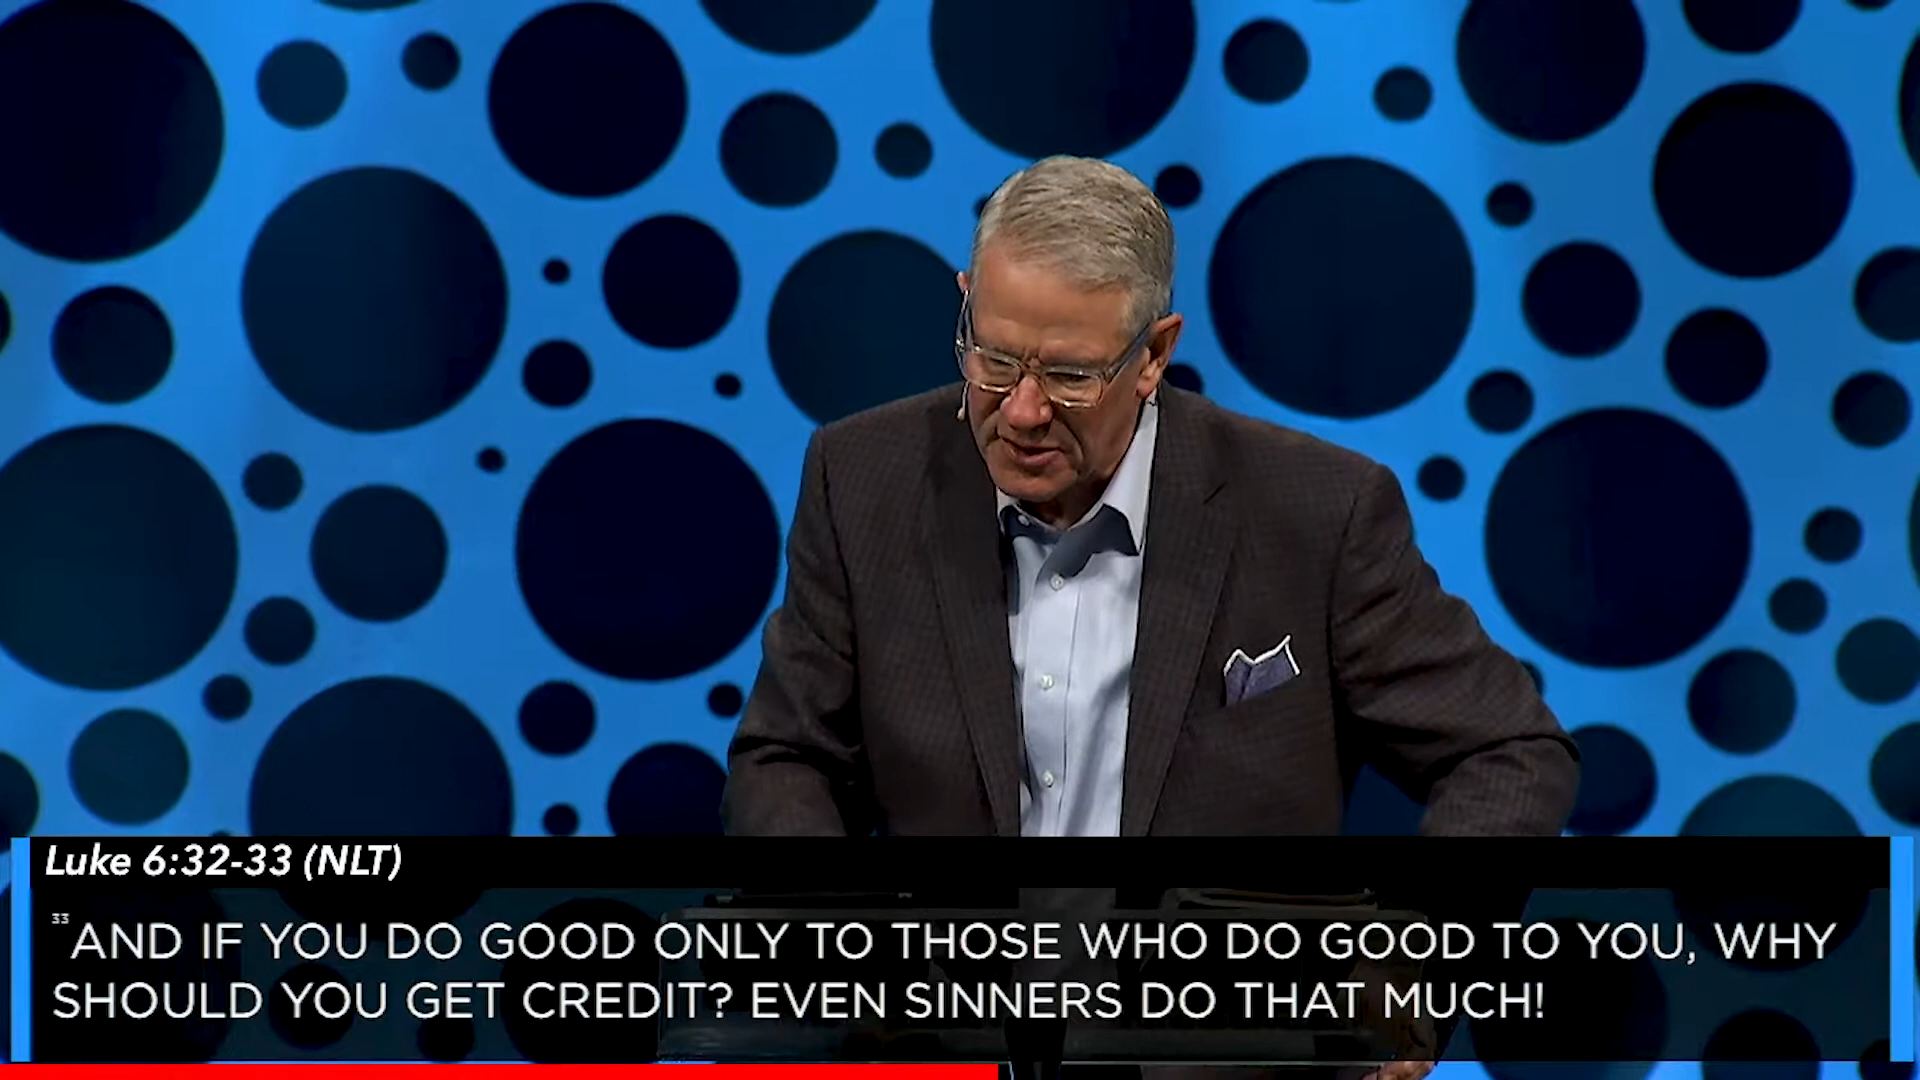 Luke 6:32-33 (NLT)
33 AND IF YOU DO GOOD ONLY TO THOSE WHO DO GOOD TO YOU, WHY
SHOULD YOU GET CREDIT? EVEN SINNERS DO THAT MUCH!